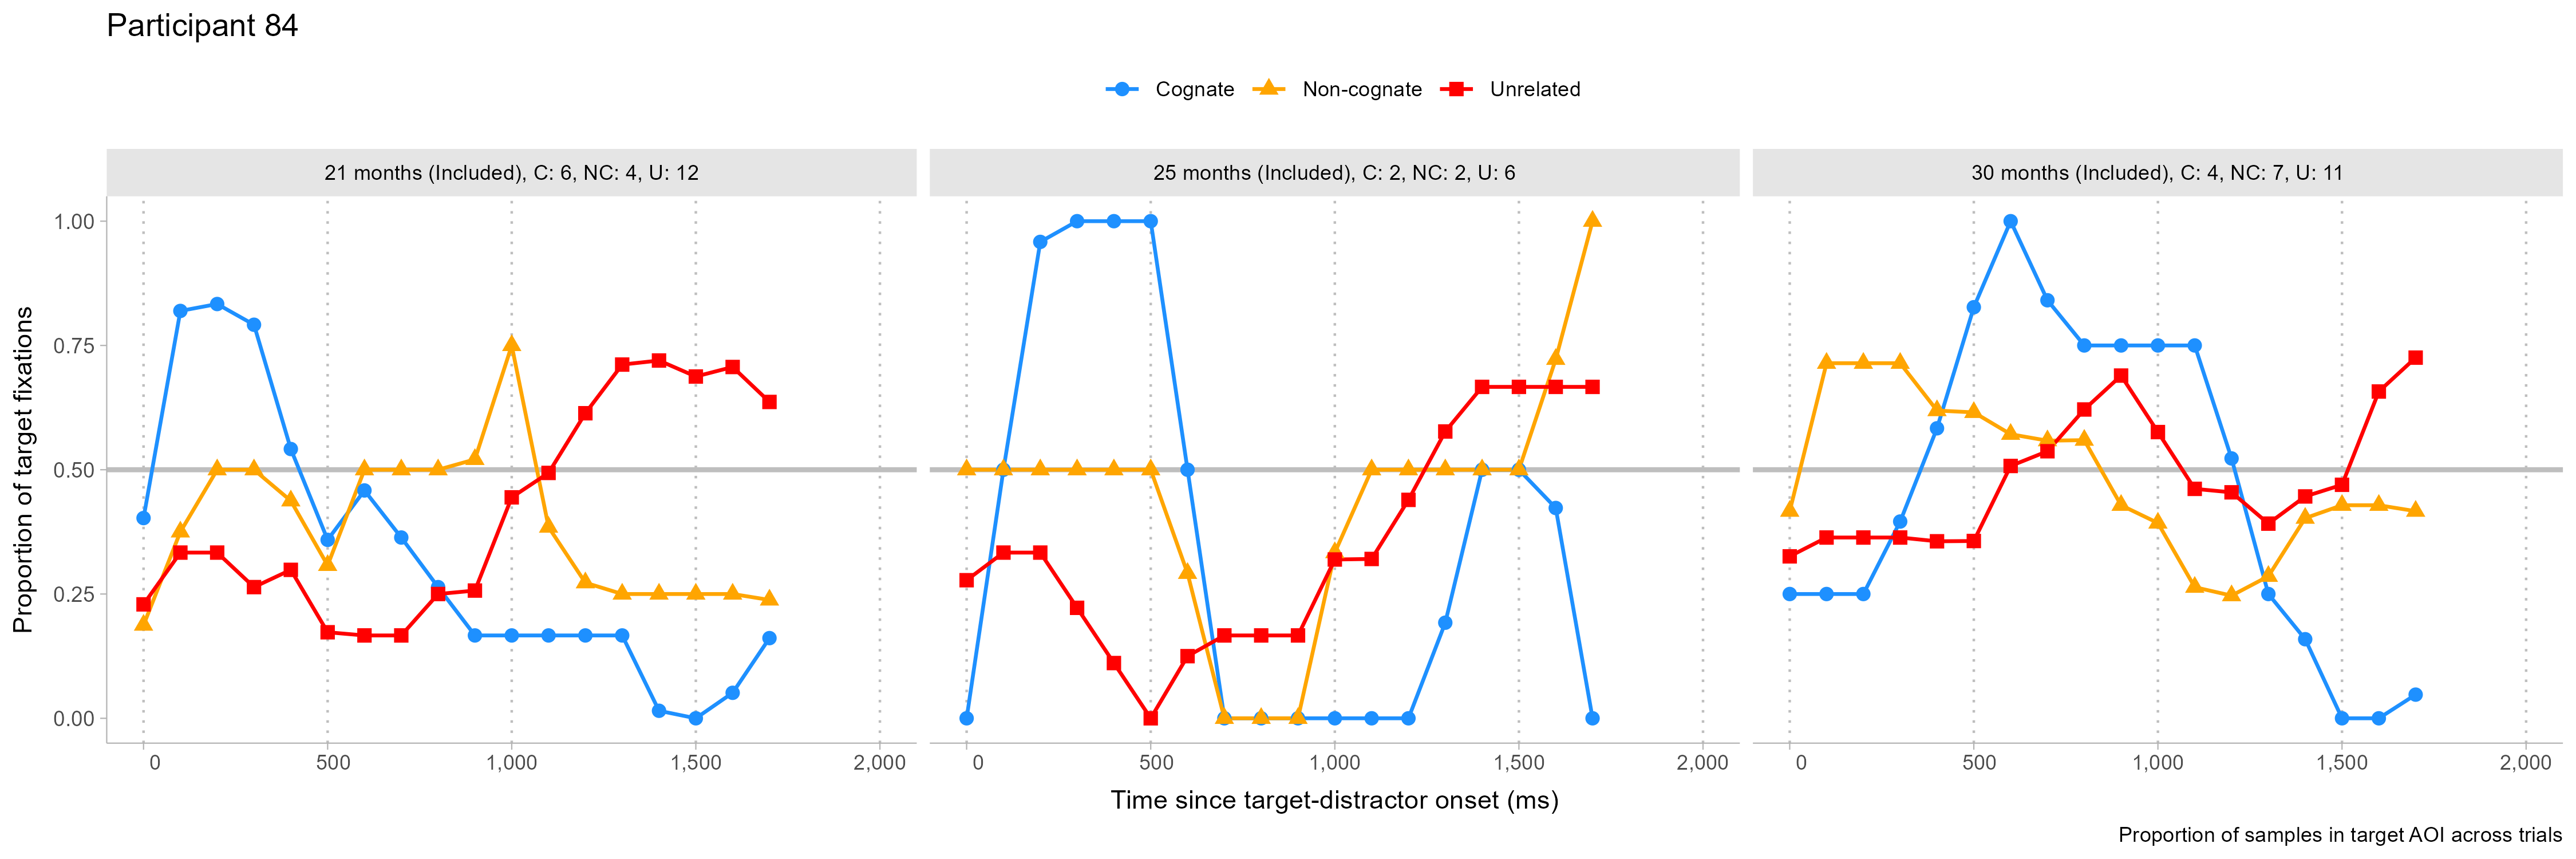 Participant 84
Cognate Non-cognate Unrelated
21 months (Included), C: 6, NC: 4, U: 12
25 months (Included), C: 2, NC: 2, U: 6
30 months (Included), C: 4, NC: 7, U: 11
Proportion of target fixations
1.00
0.75
0.50
0.25
0.00
0 500 1,000 1,500 2,000
0 500 1,000 1,500 2,000
0 500 1,000 1,500 2,000
Time since target-distractor onset (ms)
Proportion of samples in target AOI across trials